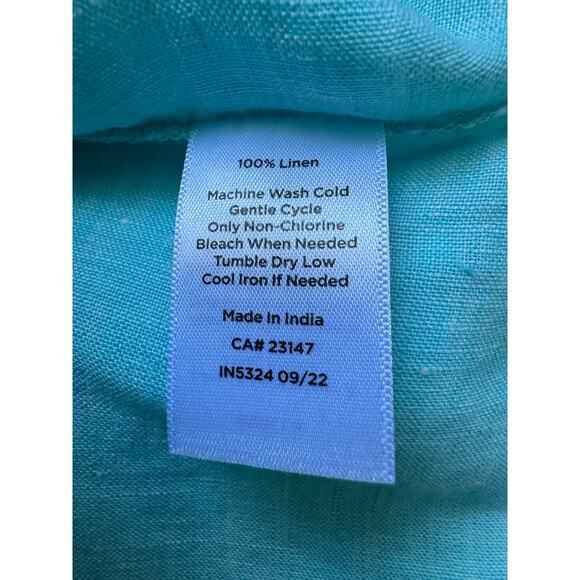 100% Linen
Machine Wash Cold
Gentle Cycle
Only Non-Chlorine
Bleach When Needed
Tumble Dry Low
Cool Iron If Needed
Made In India
CA# 23147
IN5324 09/22